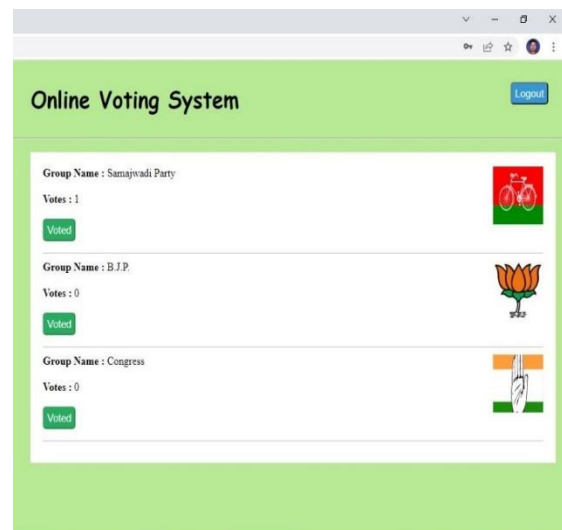 Online Voting System
Logout
Group Name : Samajwadi Party
Votes : 1
Voted
Group Name : B.J.P.
Votes : 0
Voted
Group Name : Congress
Votes : 0
Voted